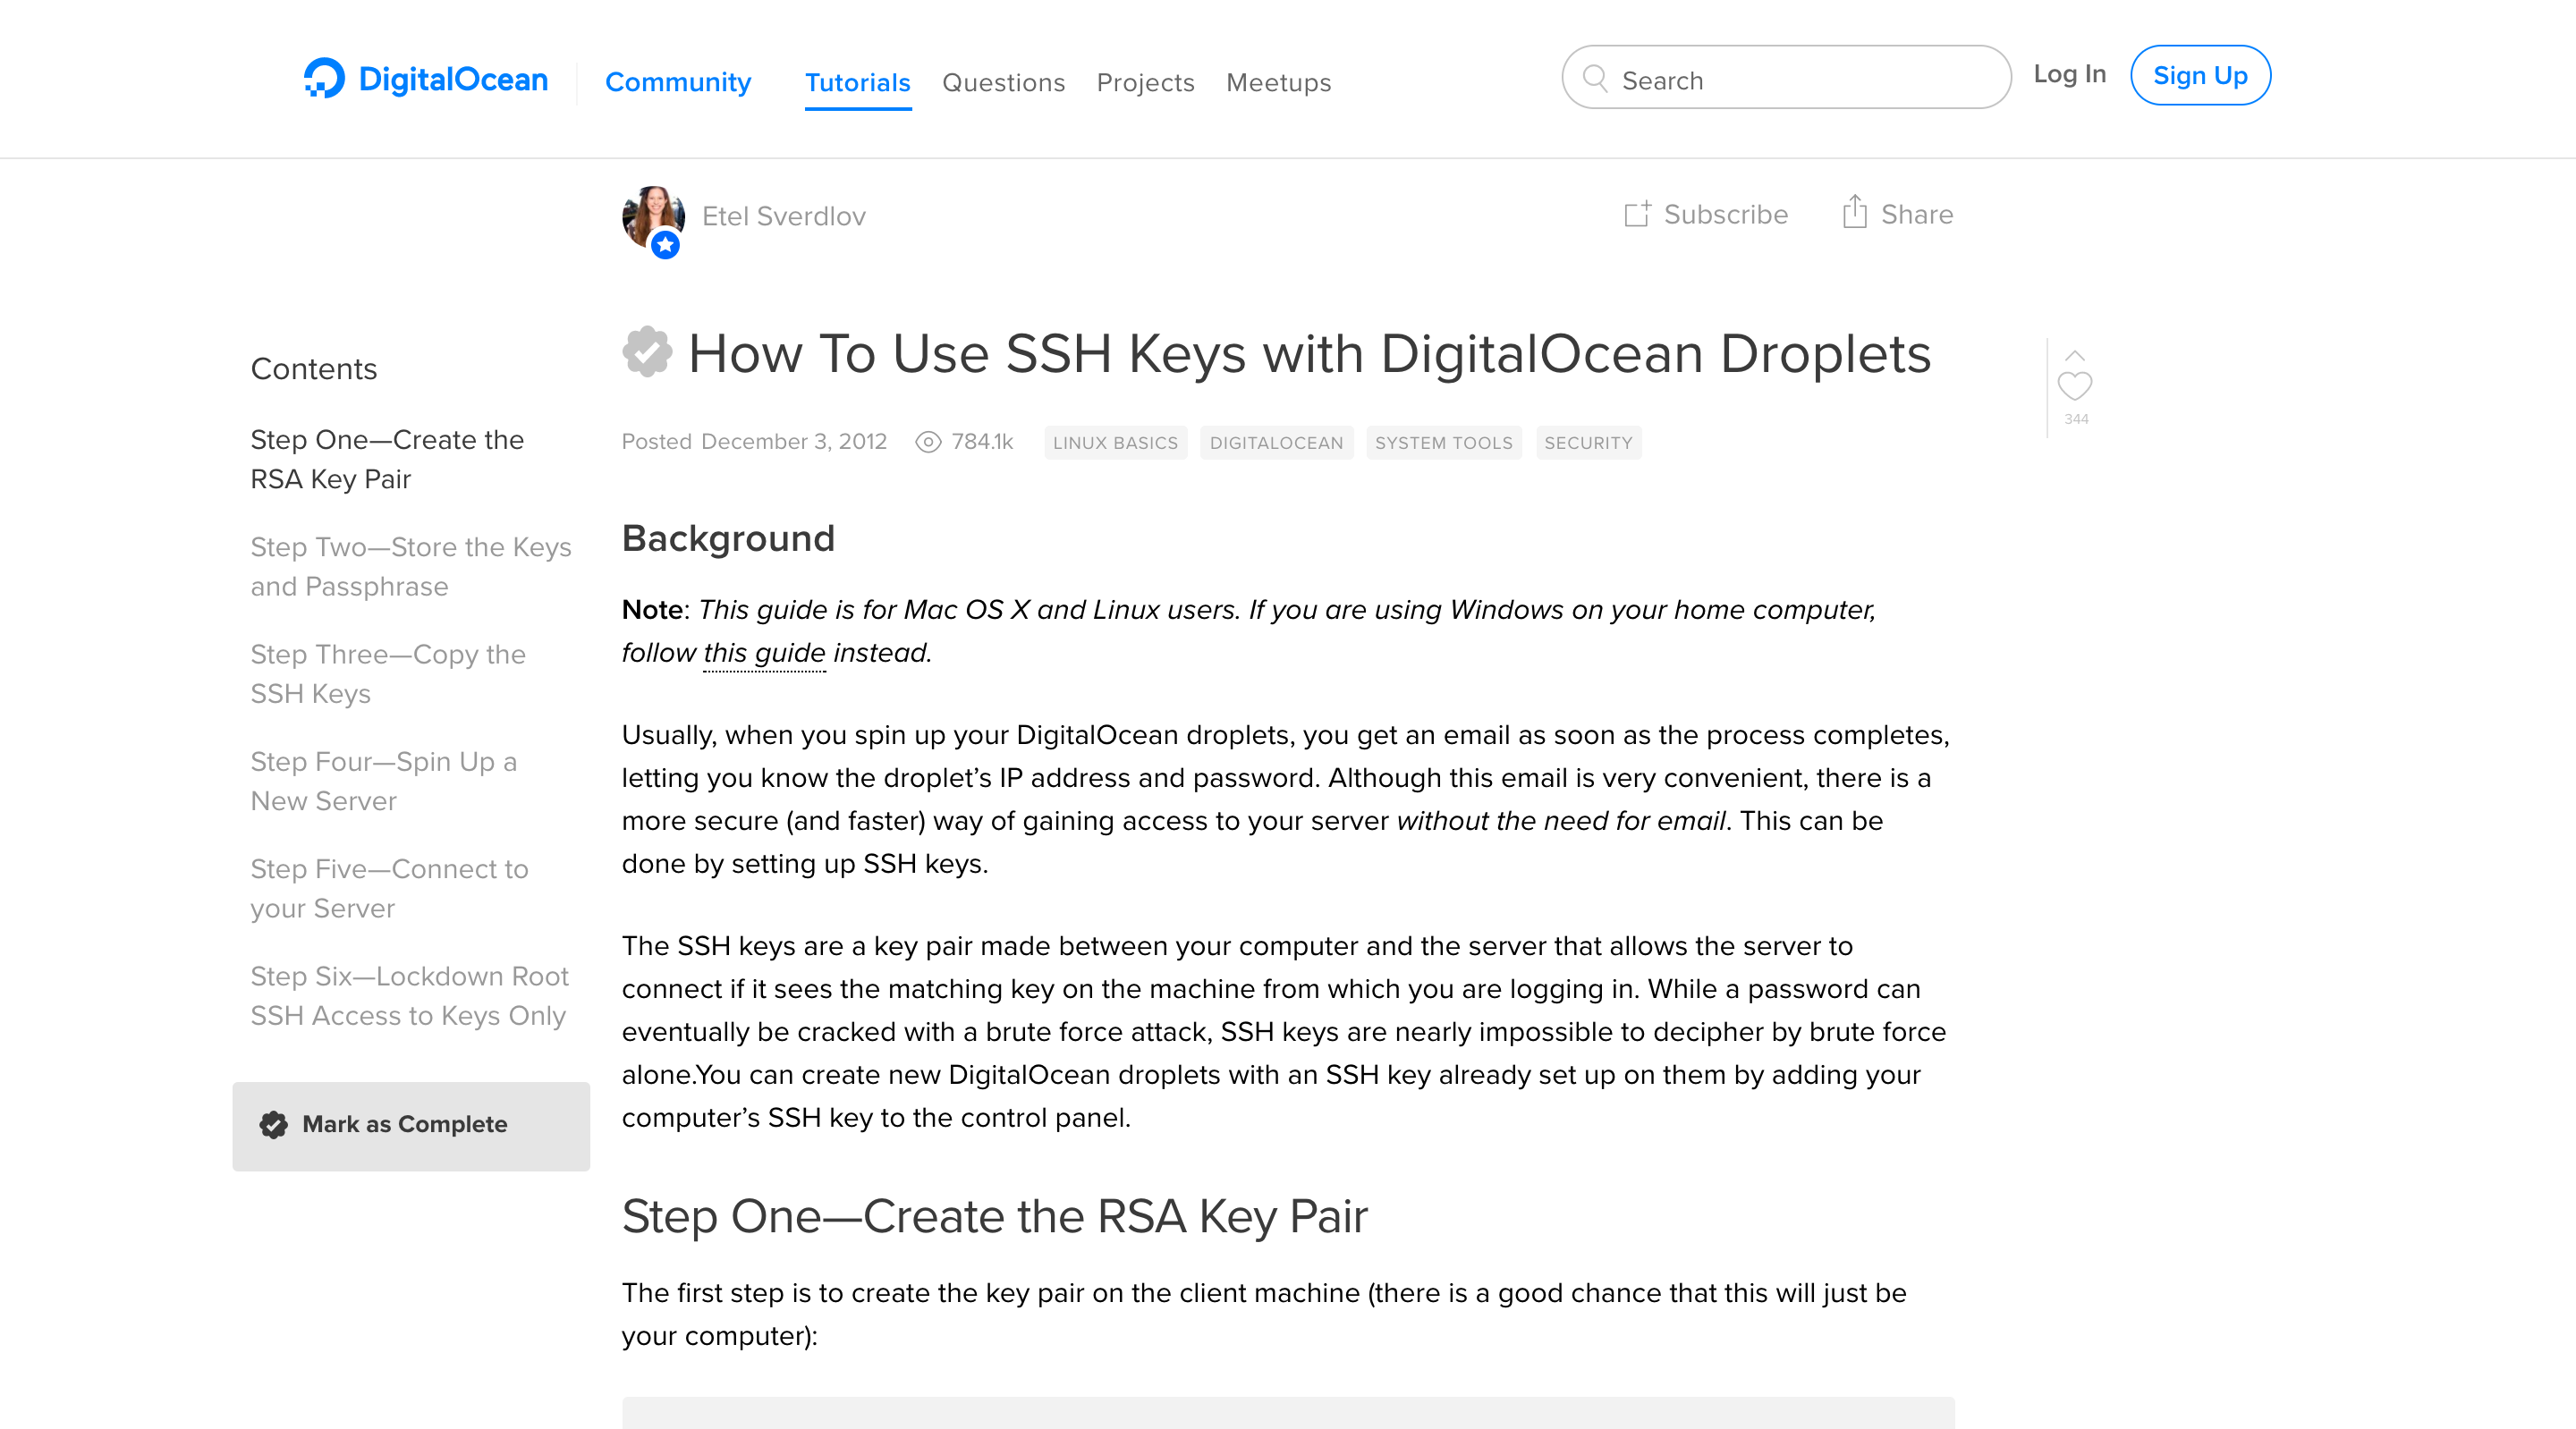 DigitalOcean
Community
Tutorials
Questions
Projects
Meetups
Search
Log In
Sign Up
Etel Sverdlov
Subscribe
Share
Contents
Step One—Create the
RSA Key Pair
Step Two—Store the Keys
and Passphrase
Step Three—Copy the
SSH Keys
Step Four—Spin Up a
New Server
Step Five—Connect to
your Server
Step Six—Lockdown Root
SSH Access to Keys Only
Mark as Complete
How To Use SSH Keys with DigitalOcean Droplets
344
Posted December 3, 2012 784.1k LINUX BASICS DIGITALOCEAN SYSTEM TOOLS SECURITY
Background
Note: This guide is for Mac OS X and Linux users. If you are using Windows on your home computer,
follow this guide instead.
Usually, when you spin up your DigitalOcean droplets, you get an email as soon as the process completes,
letting you know the droplet’s IP address and password. Although this email is very convenient, there is a
more secure (and faster) way of gaining access to your server without the need for email. This can be
done by setting up SSH keys.
The SSH keys are a key pair made between your computer and the server that allows the server to
connect if it sees the matching key on the machine from which you are logging in. While a password can
eventually be cracked with a brute force attack, SSH keys are nearly impossible to decipher by brute force
alone.You can create new DigitalOcean droplets with an SSH key already set up on them by adding your
computer’s SSH key to the control panel.
Step One—Create the RSA Key Pair
The first step is to create the key pair on the client machine (there is a good chance that this will just be
your computer):